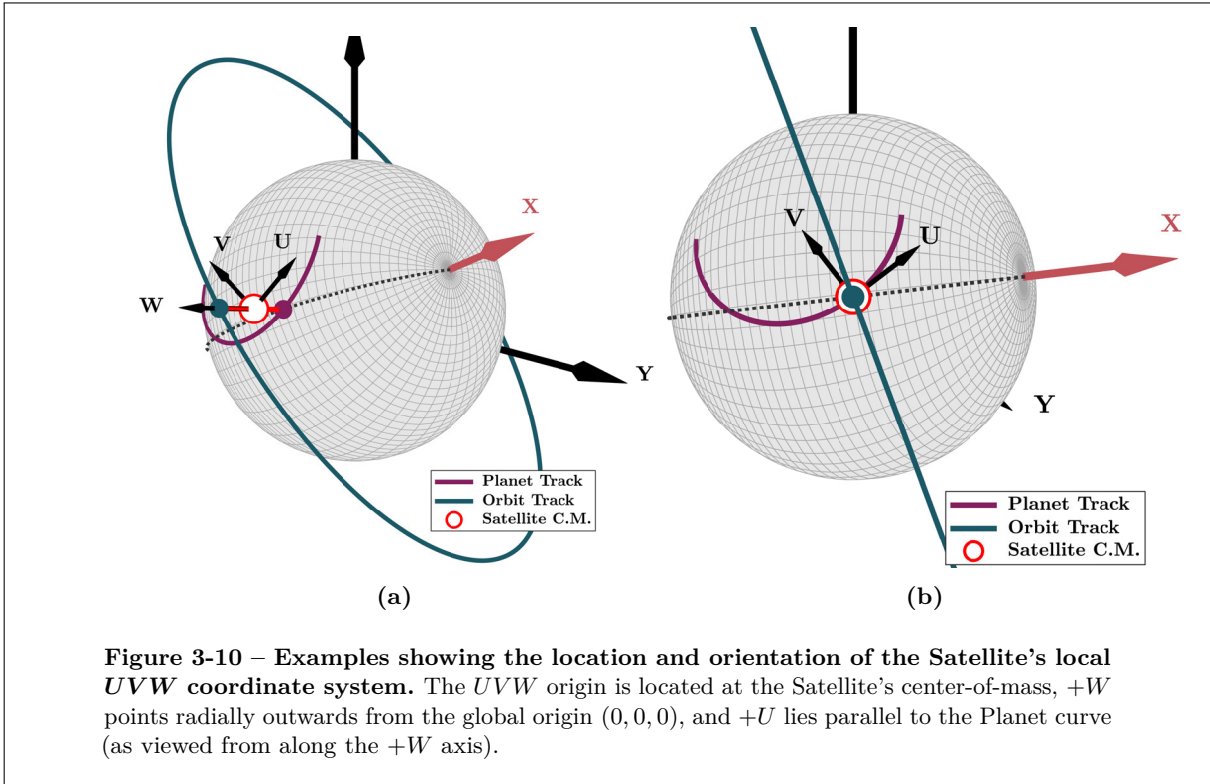 X
V
U
W
Y
Planet Track
Orbit Track
Satellite C.M.
(a)
X
V
U
Y
Planet Track
Orbit Track
Satellite C.M.
(b)
Figure 3-10 – Examples showing the location and orientation of the Satellite's local
UVW coordinate system. The UVW origin is located at the Satellite's center-of-mass, +W
points radially outwards from the global origin (0, 0, 0), and +U lies parallel to the Planet curve
(as viewed from along the +W axis).